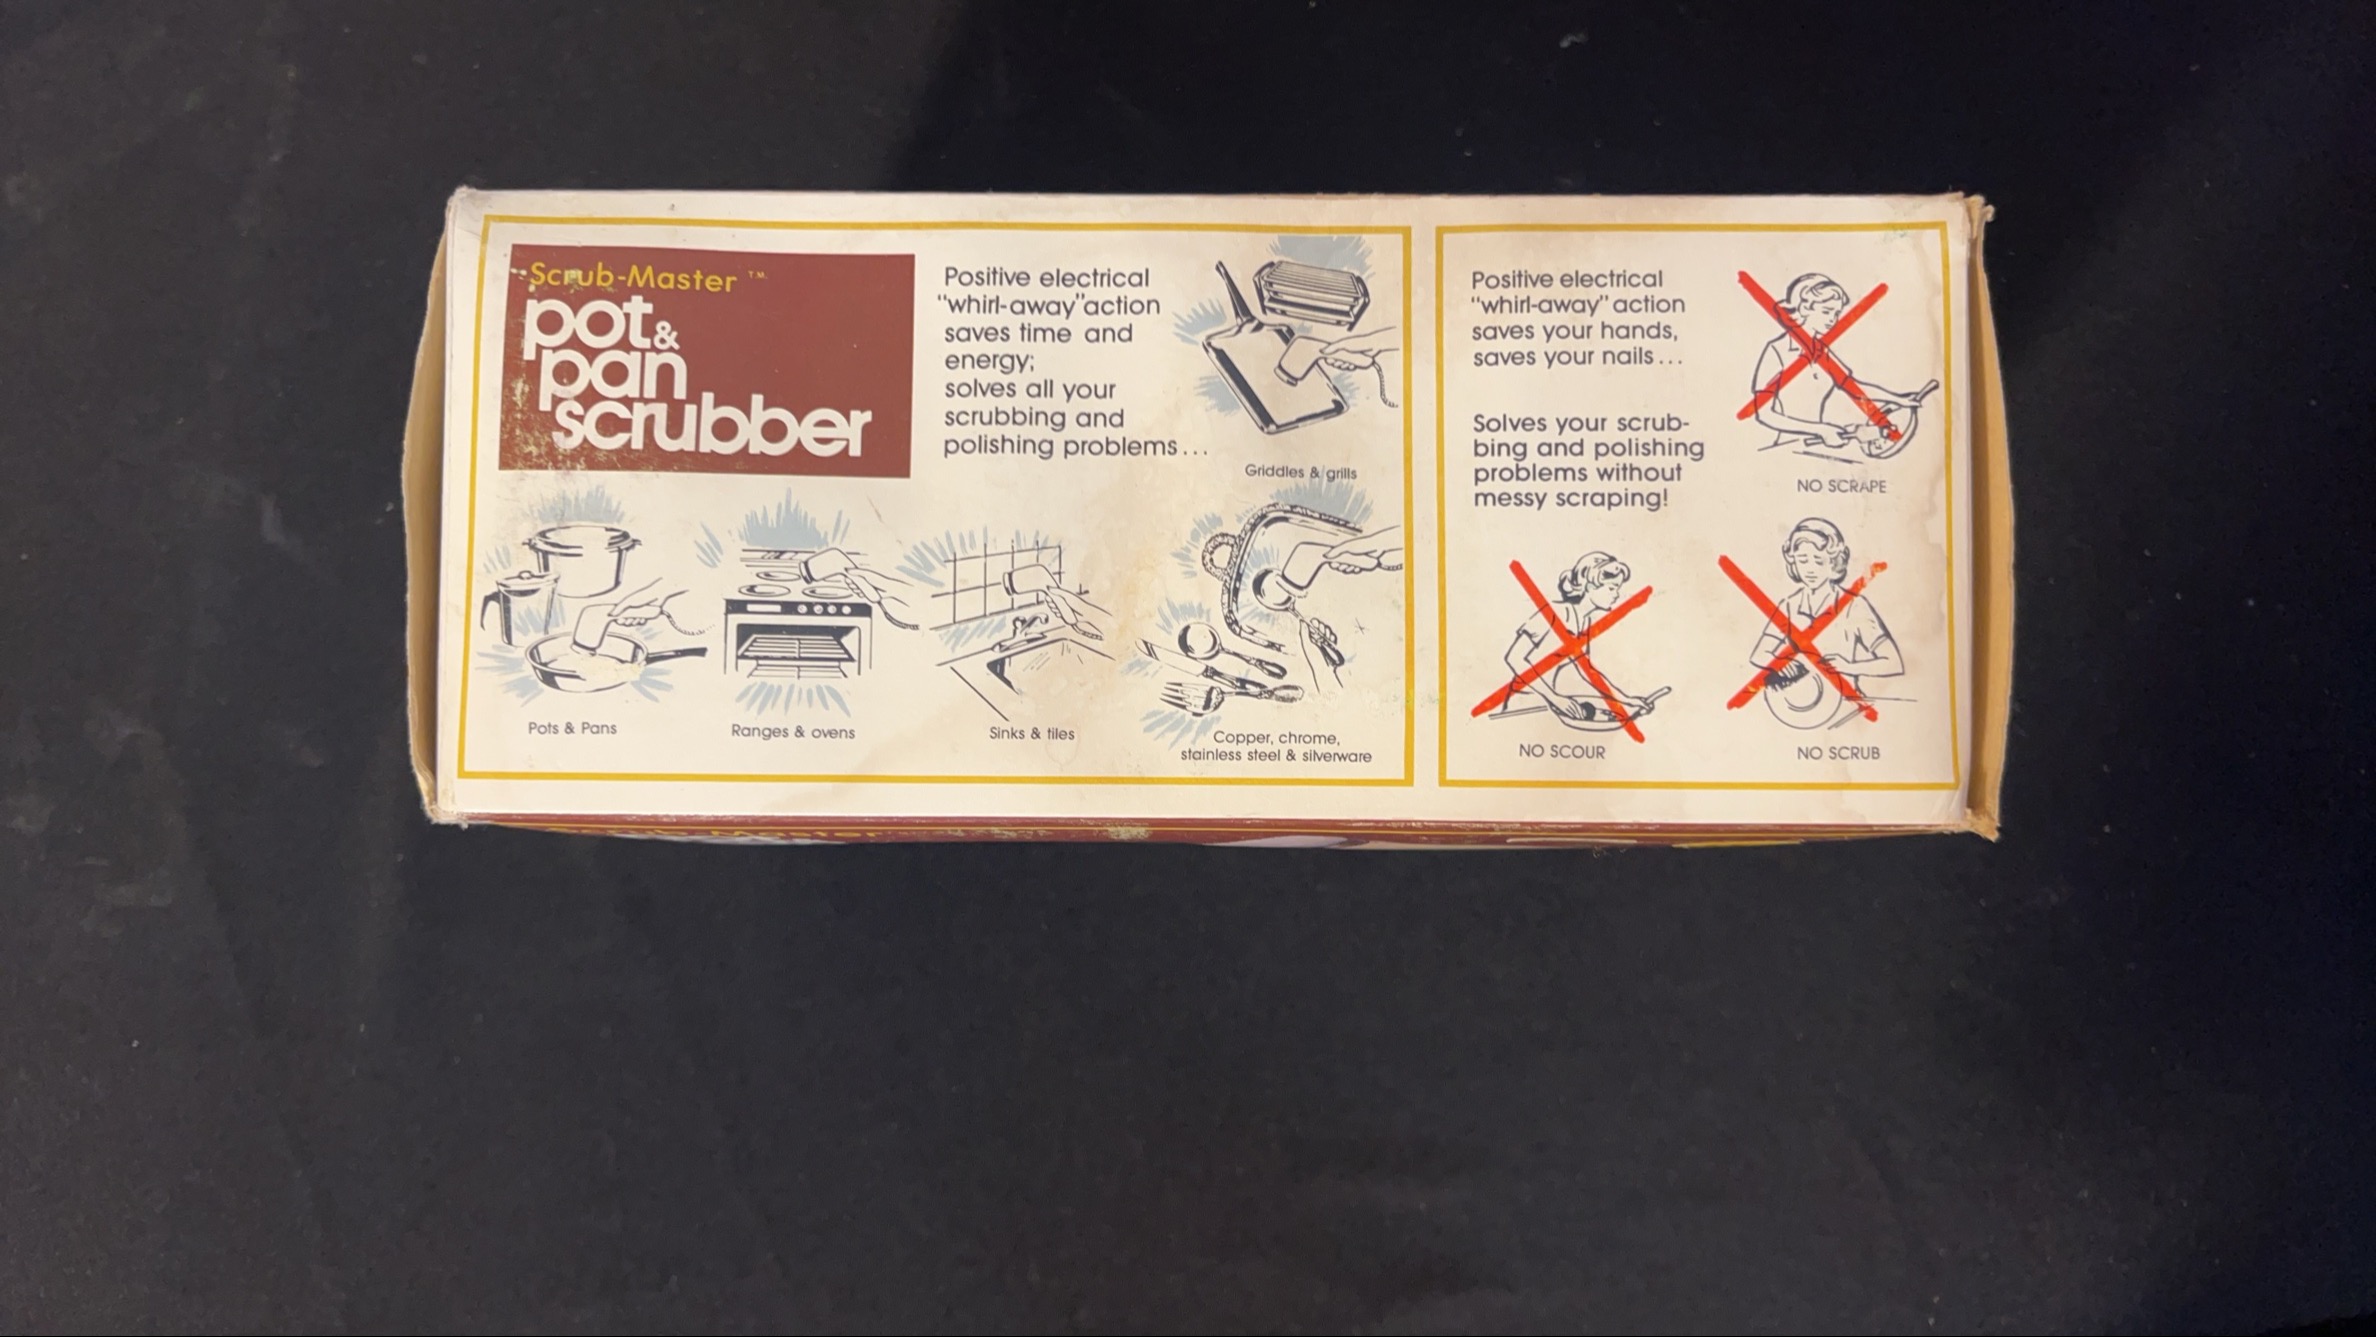 Scrub-Master™
pot &
pan
scrubber
Positive electrical
"whirl-away" action
saves time and
energy;
solves all your
scrubbing and
polishing problems...
Griddles & grills
Pots & Pans
Ranges & ovens
Sinks & tiles
Copper, chrome,
stainless steel & silverware
Positive electrical
"whirl-away" action
saves your hands,
saves your nails...
Solves your scrub-
bing and polishing
problems without
messy scraping!
NO SCRAPE
NO SCOUR
NO SCRUB
Scrub-Master